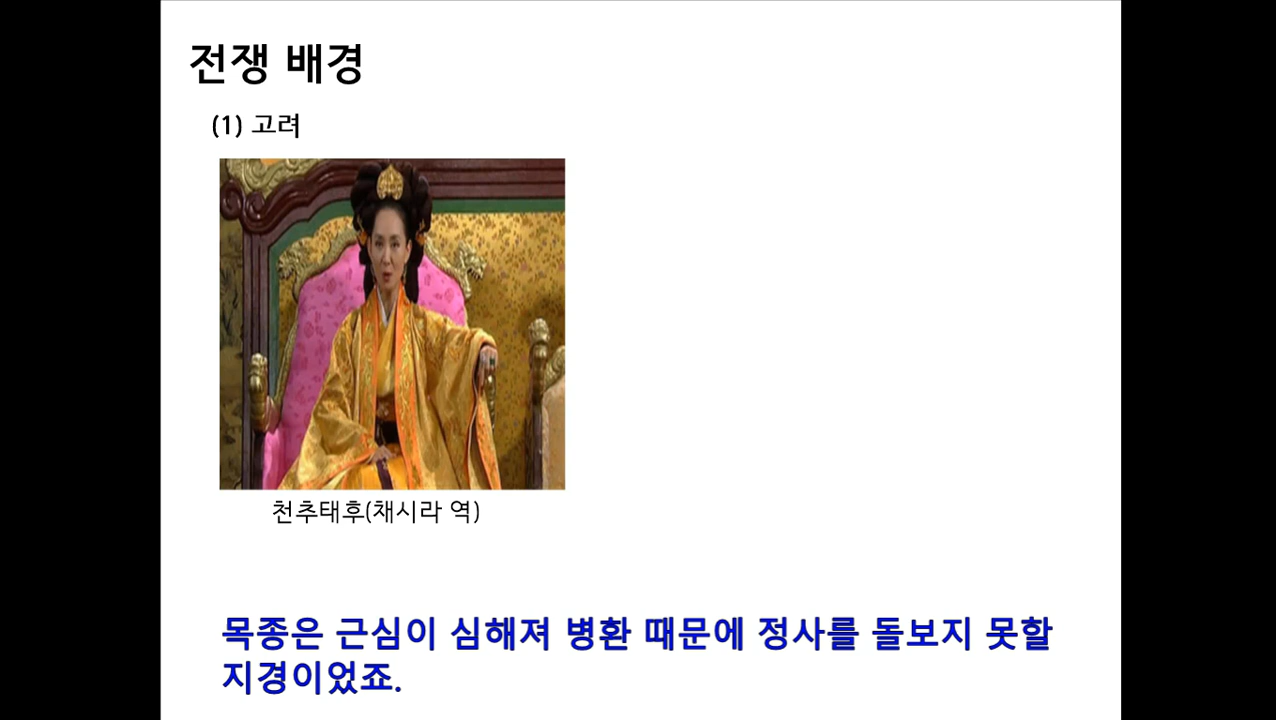 전쟁 배경
(1) 고려
천추태후(채시라 역)
목종은 근심이 심해져 병환 때문에 정사를 돌보지 못할
지경이었죠.